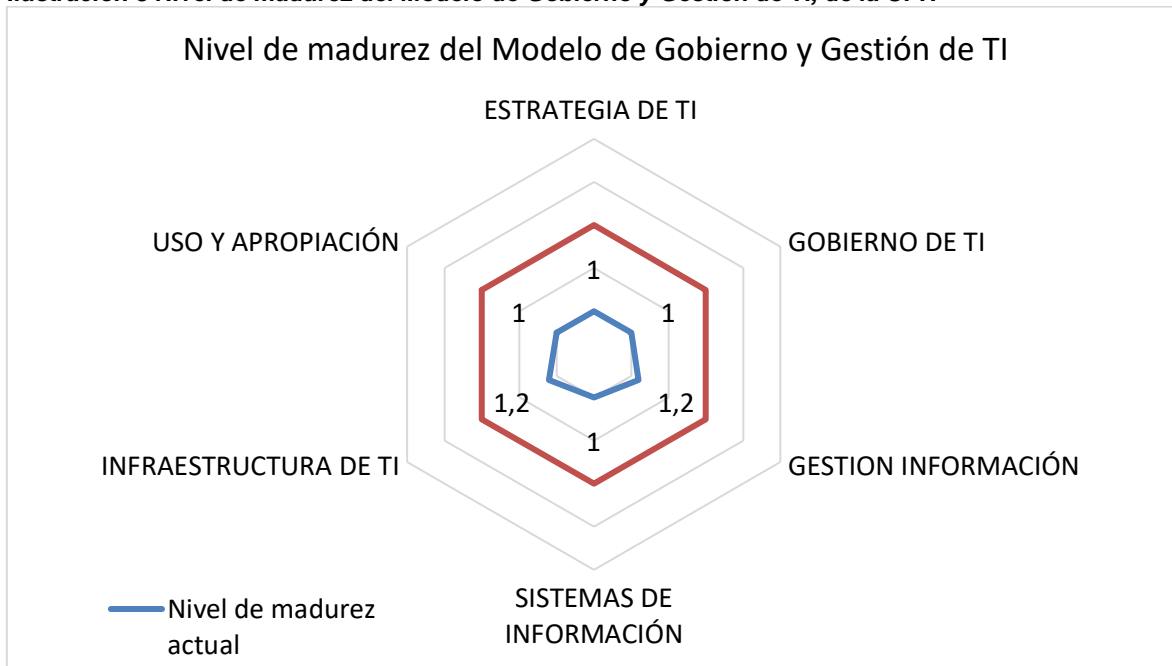 Nivel de madurez del Modelo de Gobierno y Gestión de TI
ESTRATEGIA DE TI
USO Y APROPIACIÓN
GOBIERNO DE TI
1
1
1
1,2
1,2
1
INFRAESTRUCTURA DE TI
GESTION INFORMACIÓN
SISTEMAS DE
INFORMACIÓN
Nivel de madurez
actual